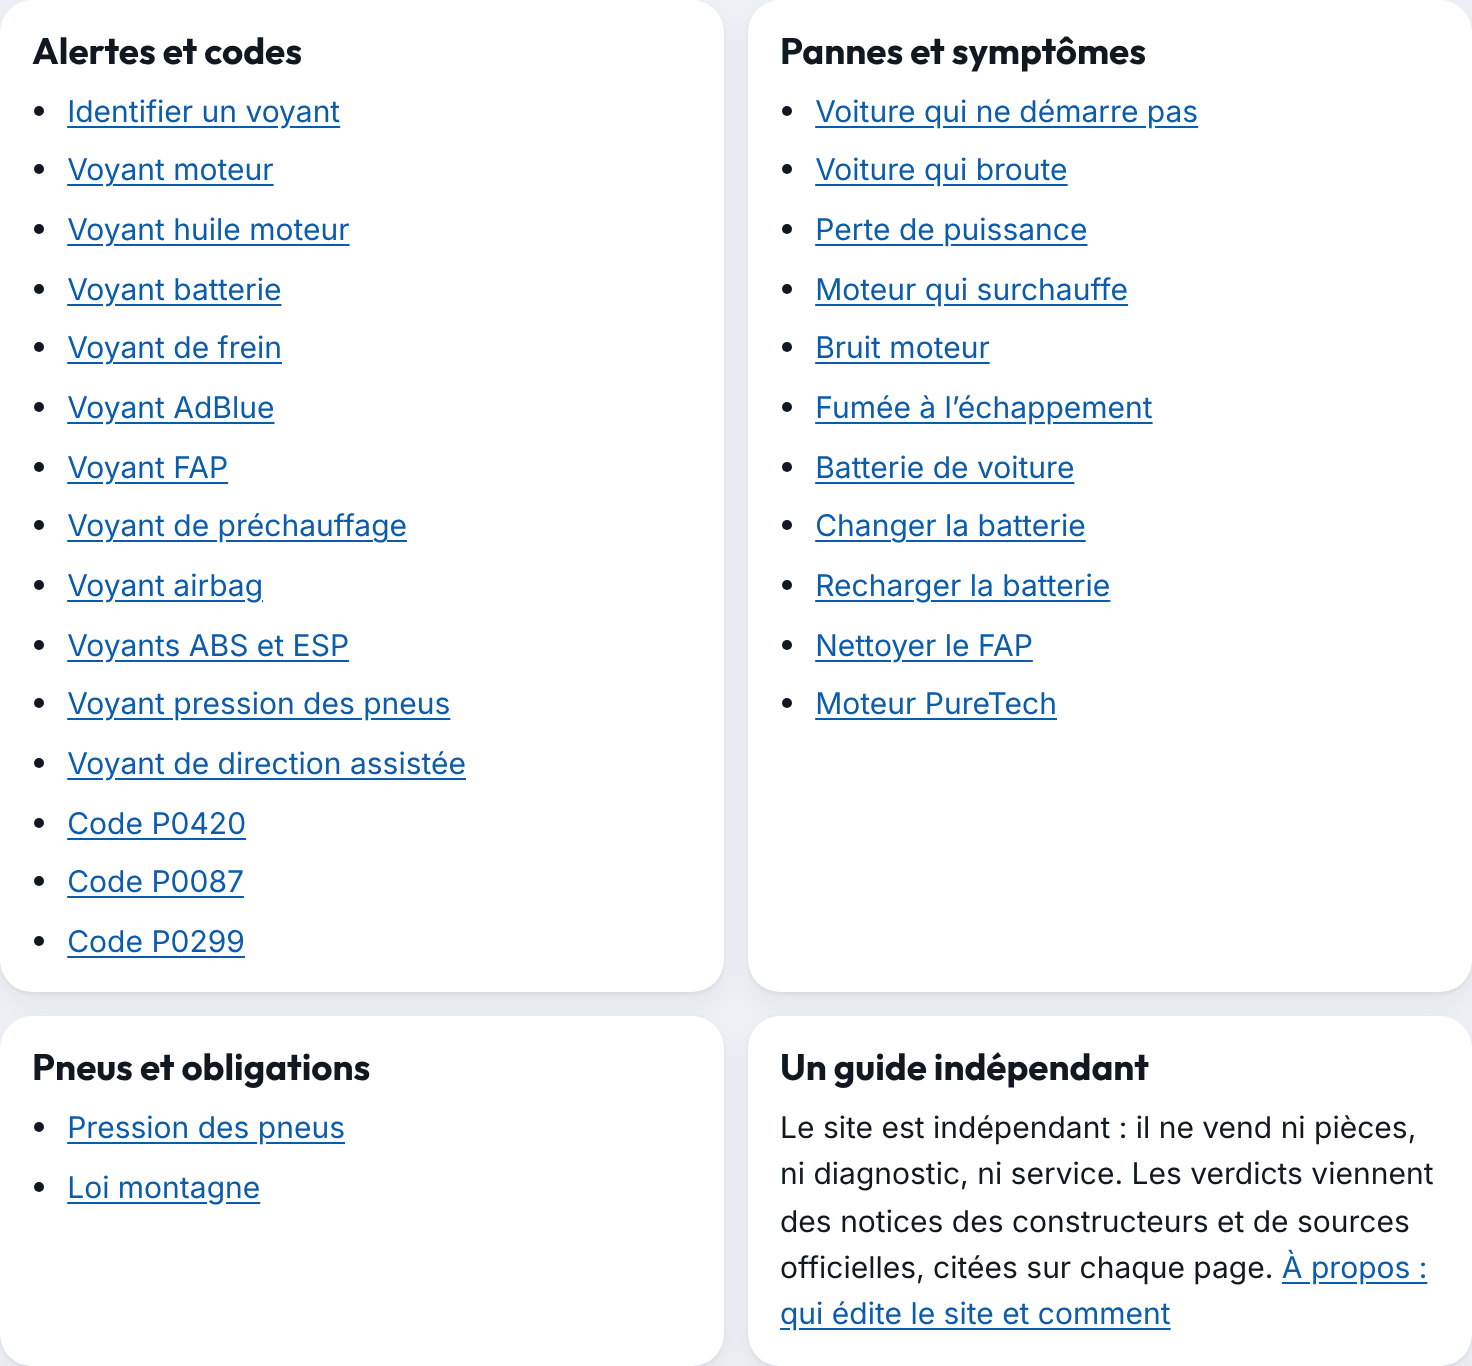 Alertes et codes
Identifier un voyant
Voyant moteur
Voyant huile moteur
Voyant batterie
Voyant de frein
Voyant AdBlue
Voyant FAP
Voyant de préchauffage
Voyant airbag
Voyants ABS et ESP
Voyant pression des pneus
Voyant de direction assistée
Code P0420
Code P0087
Code P0299
Pannes et symptômes
Voiture qui ne démarre pas
Voiture qui broute
Perte de puissance
Moteur qui surchauffe
Bruit moteur
Fumée à l’échappement
Batterie de voiture
Changer la batterie
Recharger la batterie
Nettoyer le FAP
Moteur PureTech
Pneus et obligations
Pression des pneus
Loi montagne
Un guide indépendant
Le site est indépendant : il ne vend ni pièces,
ni diagnostic, ni service. Les verdicts viennent
des notices des constructeurs et de sources
officielles, citées sur chaque page. À propos :
qui édite le site et comment